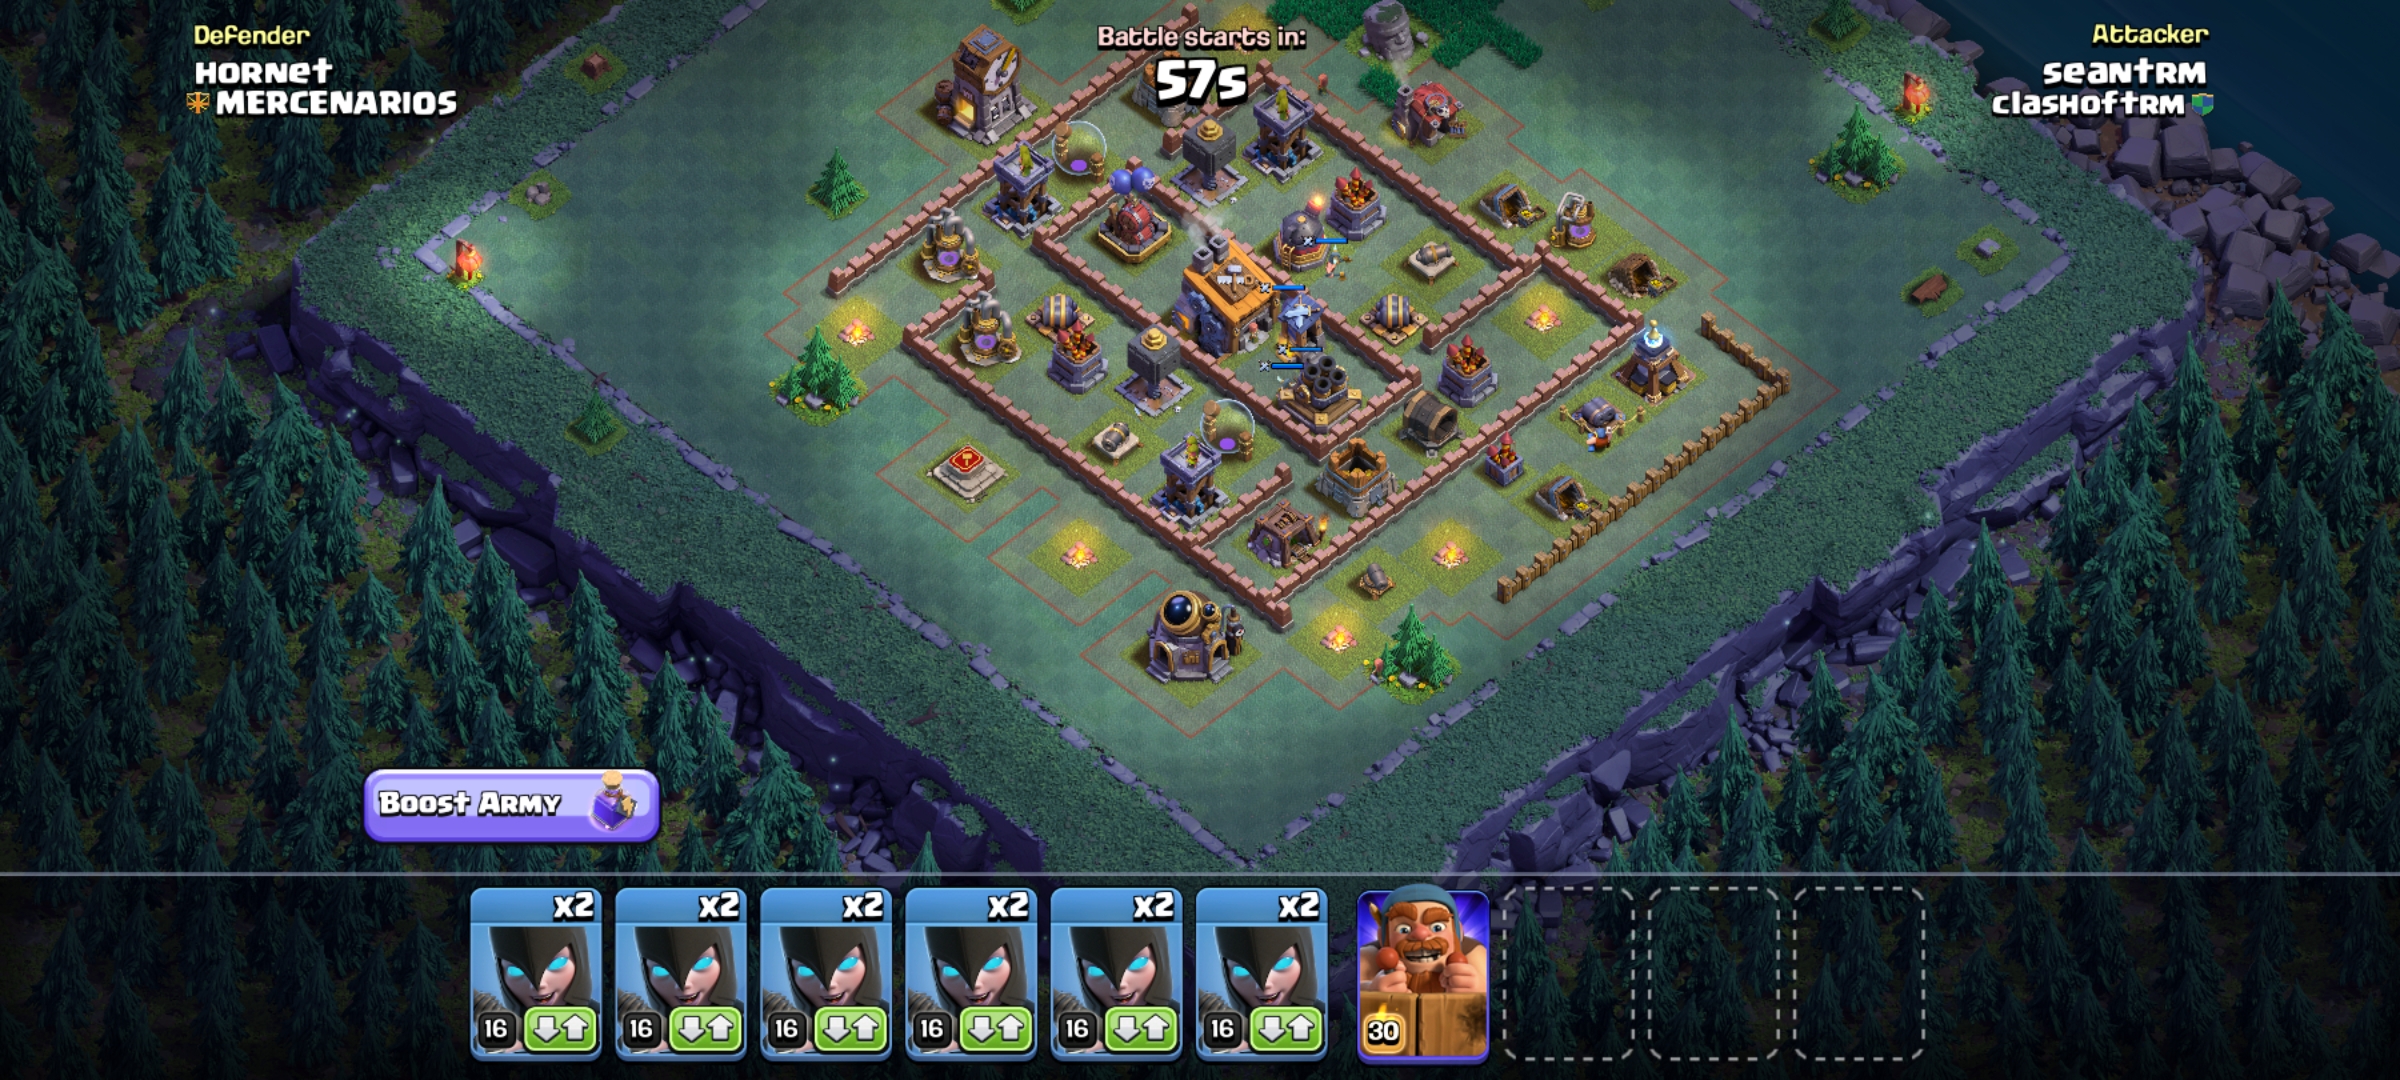 Defender
HORNet
MERCENARIOS
Battle starts in:
57s
Attacker
seantRM
clashoftRM
Boost Army
x2
x2
x2
x2
x2
x2
16
16
16
16
16
16
30